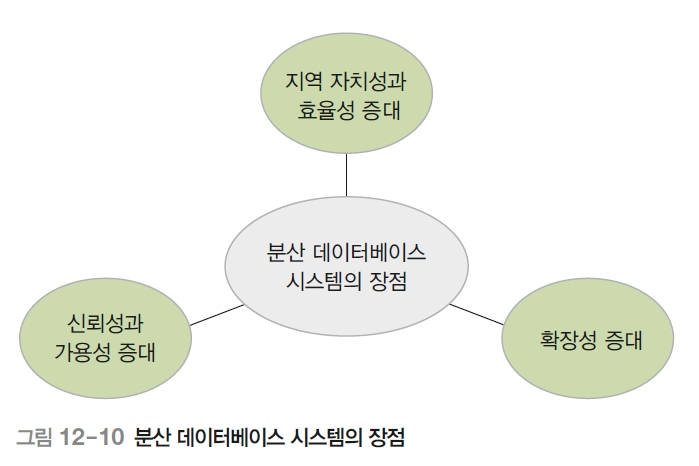 지역 자치성과
효율성 증대
분산 데이터베이스
시스템의 장점
신뢰성과
가용성 증대
확장성 증대
그림 12-10 분산 데이터베이스 시스템의 장점